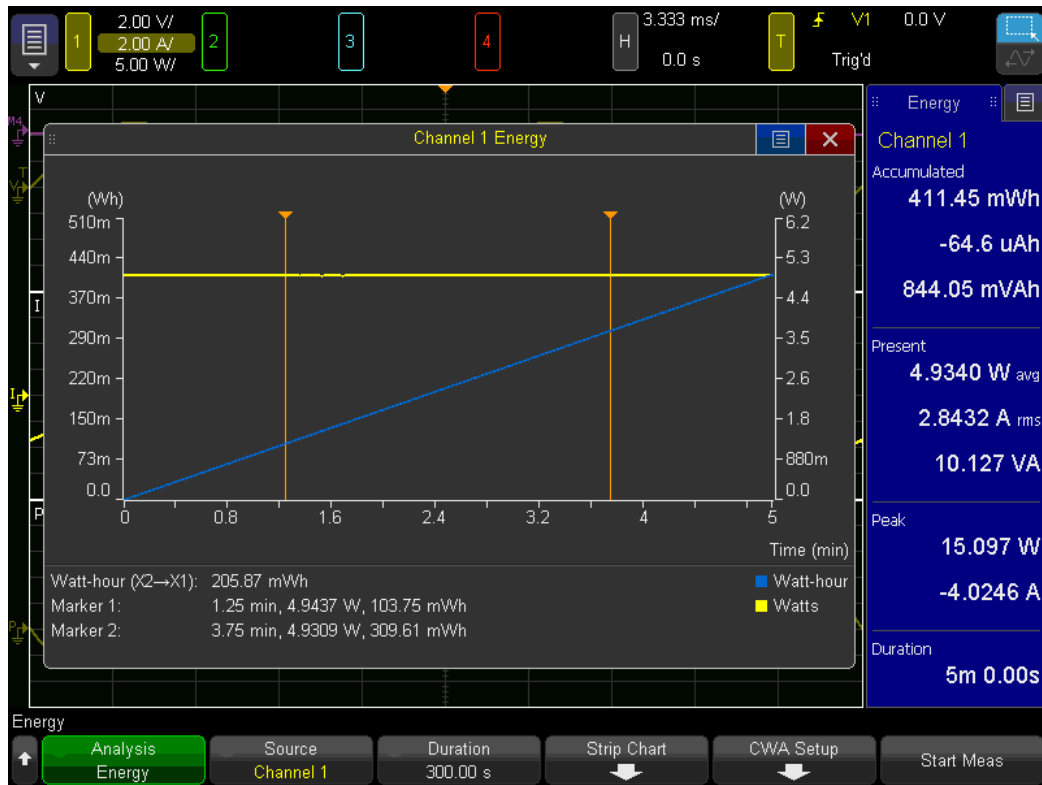 1 2.00 V/ 2.00 A/ 5.00 W/ 2 3 4 H 3.333 ms/ 0.0 s T V1 0.0 V Trig'd
V
M4
T
V
I
I
P
P
Channel 1 Energy
(Wh)
510m
440m
370m
290m
220m
150m
73m
0.0
(W)
6.2
5.3
4.4
3.5
2.6
1.8
880m
0.0
0 0.8 1.6 2.4 3.2 4 5
Time (min)
Watt-hour (X2→X1): 205.87 mWh
Marker 1: 1.25 min, 4.9437 W, 103.75 mWh
Marker 2: 3.75 min, 4.9309 W, 309.61 mWh
Watt-hour
Watts
Energy
Channel 1
Accumulated
411.45 mWh
-64.6 uAh
844.05 mVAh
Present
4.9340 W avg
2.8432 A rms
10.127 VA
Peak
15.097 W
-4.0246 A
Duration
5m 0.00s
Energy
Analysis
Energy
Source
Channel 1
Duration
300.00 s
Strip Chart
CWA Setup
Start Meas